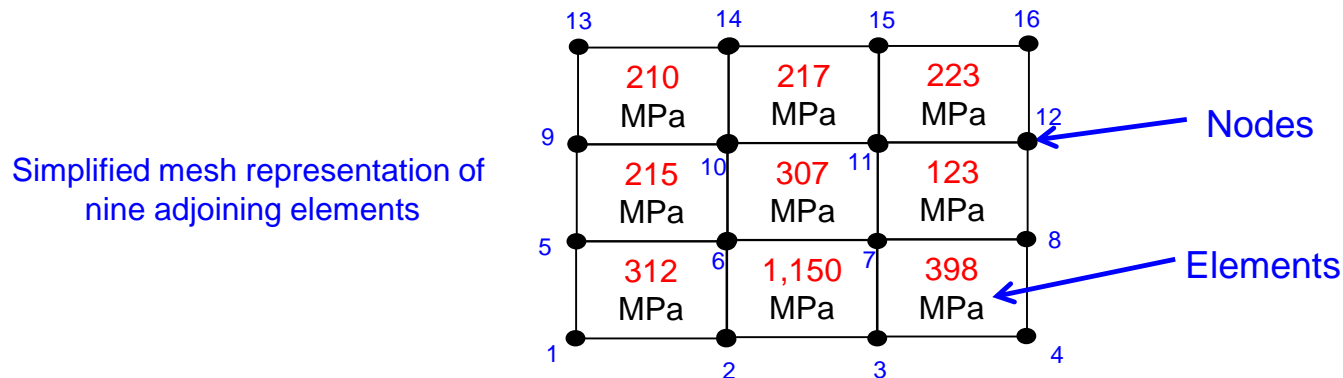 13
14
15
16
210
MPa
217
MPa
223
MPa
9
10
11
12
Nodes
Simplified mesh representation of
nine adjoining elements
215
MPa
307
MPa
123
MPa
5
6
7
8
312
MPa
1,150
MPa
398
MPa
Elements
1
2
3
4